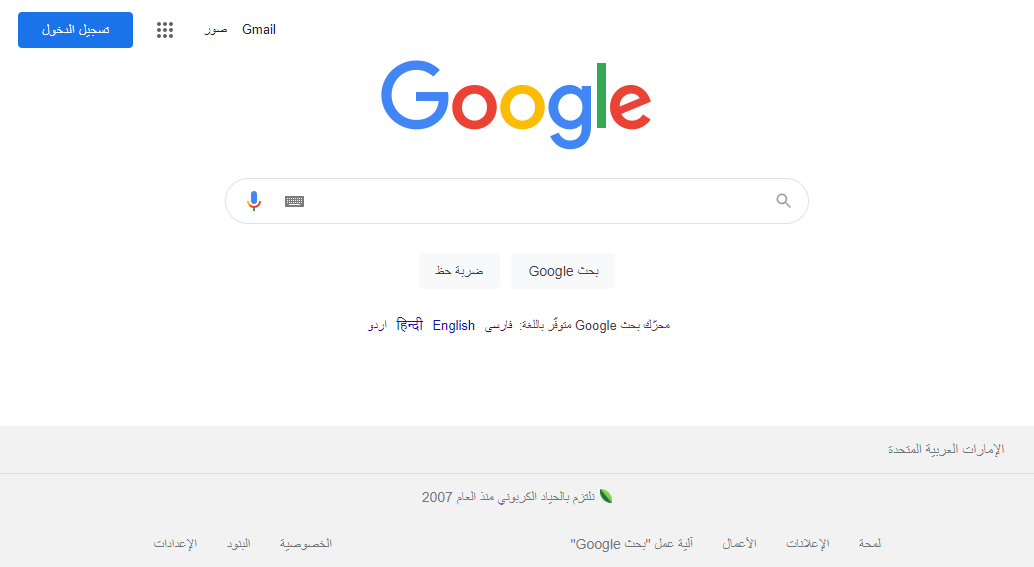 Gmail صور تسجيل الدخول
Google
بحث Google ضربة حظ
محرّك بحث Google متوفّر باللغة: فارسی English हिन्दी اردو
الإمارات العربية المتحدة
نلتزم بالحياد الكربوني منذ العام 2007
لمحة الإعلانات الأعمال آلية عمل "بحث Google" الخصوصية البنود الإعدادات